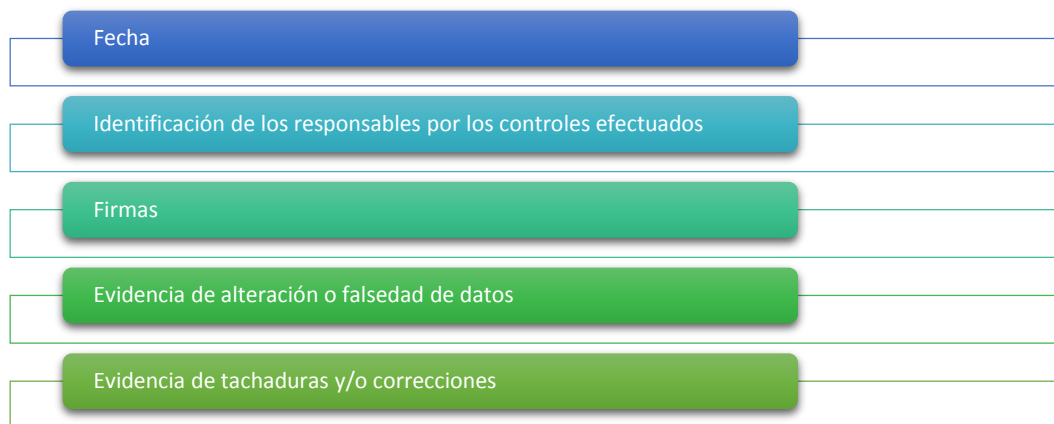 Fecha
Identificación de los responsables por los controles efectuados
Firmas
Evidencia de alteración o falsedad de datos
Evidencia de tachaduras y/o correcciones